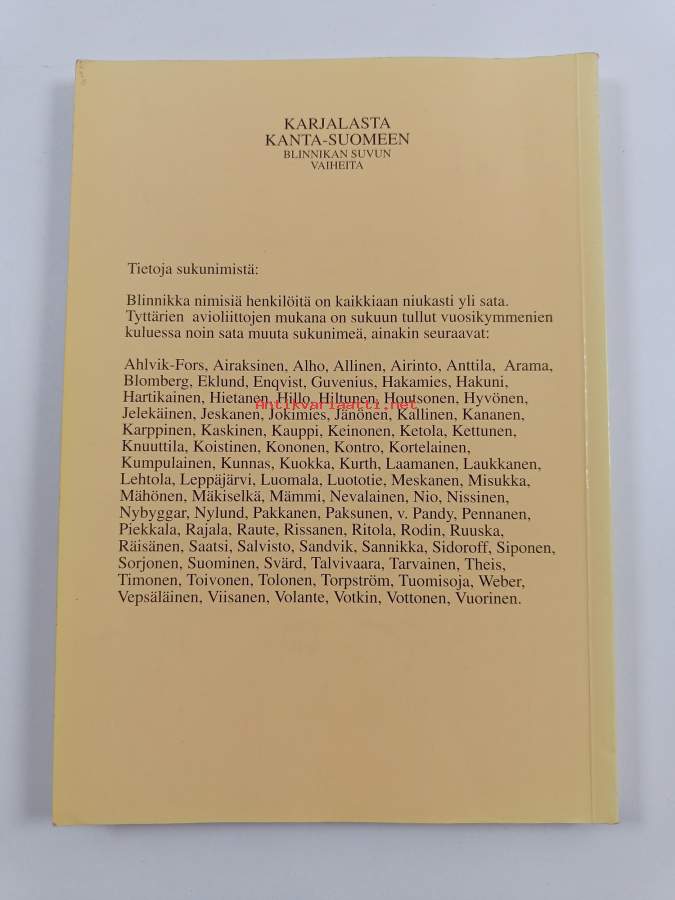 KARJALASTA
KANTA-SUOMEEN
BLINNIKAN SUVUN
VAIHEITA
Tietoja sukunimistä:
Blinnikka nimisiä henkilöitä on kaikkiaan niukasti yli sata.
Tyttärien avioliittojen mukana on sukuun tullut vuosikymmenien
kuluessa noin sata muuta sukunimeä, ainakin seuraavat:
Ahlvik-Fors, Airaksinen, Alho, Allinen, Airinto, Anttila, Arama,
Blomberg, Eklund, Enqvist, Guvenius, Hakamies, Hakuni,
Hartikainen, Hietanen, Hillo, Hiltunen, Houtsonen, Hyvönen,
Antikvariaatti.net
Jelekäinen, Jeskanen, Jokimies, Jänönen, Kallinen, Kananen,
Karppinen, Kaskinen, Kauppi, Keinonen, Ketola, Kettunen,
Knuuttila, Koistinen, Kononen, Kontro, Kortelainen,
Kumpulainen, Kunnas, Kuokka, Kurth, Laamanen, Laukkanen,
Lehtola, Leppäjärvi, Luomala, Luototie, Meskanen, Misukka,
Mähönen, Mäkiselkä, Mämmi, Nevalainen, Nio, Nissinen,
Nybyggar, Nylund, Pakkanen, Paksunen, v. Pandy, Pennanen,
Piekkala, Rajala, Raute, Rissanen, Ritola, Rodin, Ruuska,
Räisänen, Saatsi, Salvisto, Sandvik, Sannikka, Sidoroff, Siponen,
Sorjonen, Suominen, Svärd, Talvivaara, Tarvainen, Theis,
Timonen, Toivonen, Tolonen, Torpström, Tuomisoja, Weber,
Vepsäläinen, Viisanen, Volante, Votkin, Vottonen, Vuorinen.